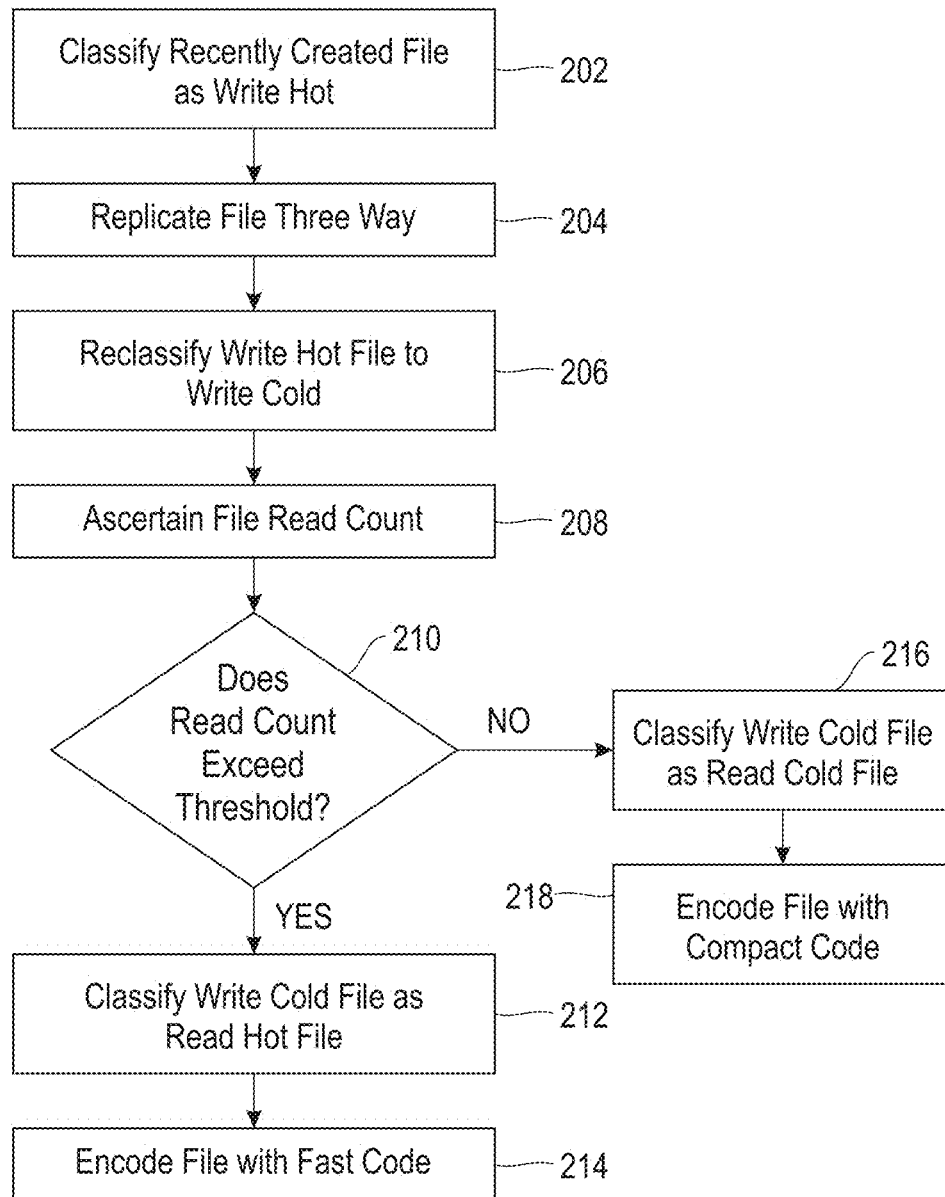 Classify Recently Created File
as Write Hot
202
Replicate File Three Way
204
Reclassify Write Hot File to
Write Cold
206
Ascertain File Read Count
208
210
Does
Read Count
Exceed
Threshold?
NO
216
Classify Write Cold File
as Read Cold File
218
Encode File with
Compact Code
YES
Classify Write Cold File as
Read Hot File
212
Encode File with Fast Code
214